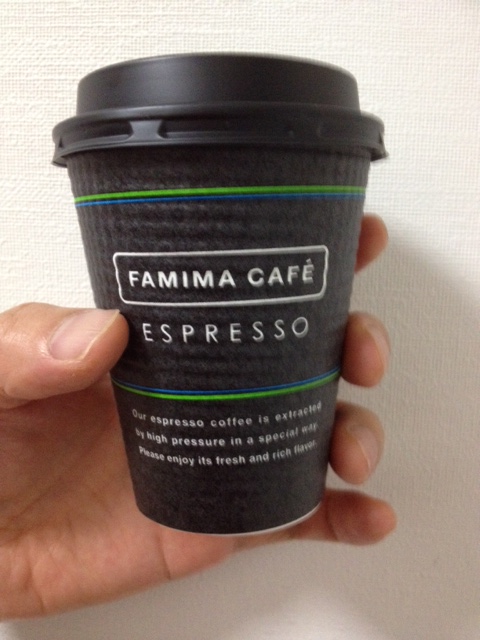 FAMIMA CAFÉ
ESPRESSO
Our espresso coffee is extracted
by high pressure in a special way.
Please enjoy its fresh and rich flavor.